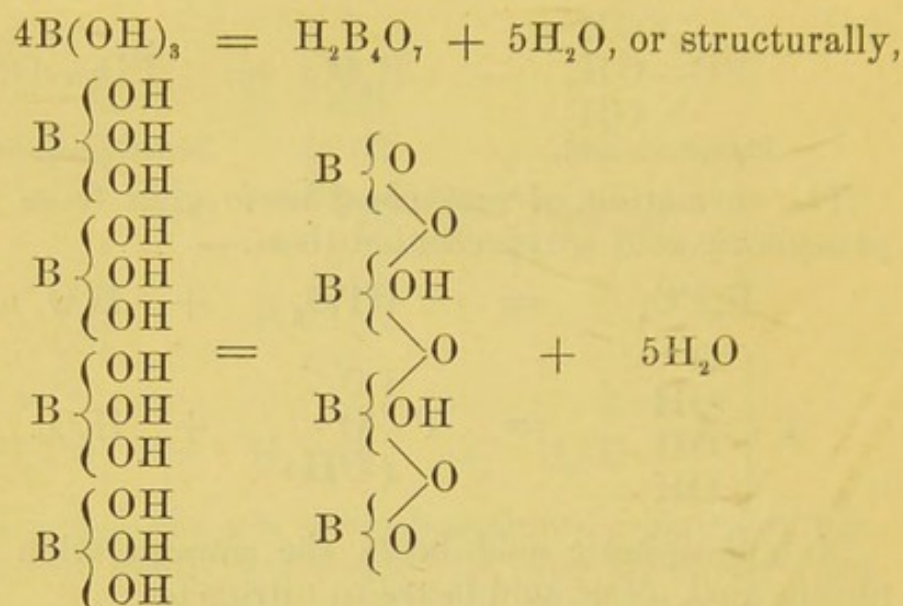 4B(OH)₃ = H₂B₄O₇ + 5H₂O, or structurally,
OH
B { OH
OH
B { O
O
OH
B { OH
OH
B { OH
= O + 5H₂O
OH
B { OH
OH
B { OH
O
OH
B { OH
OH
B { O